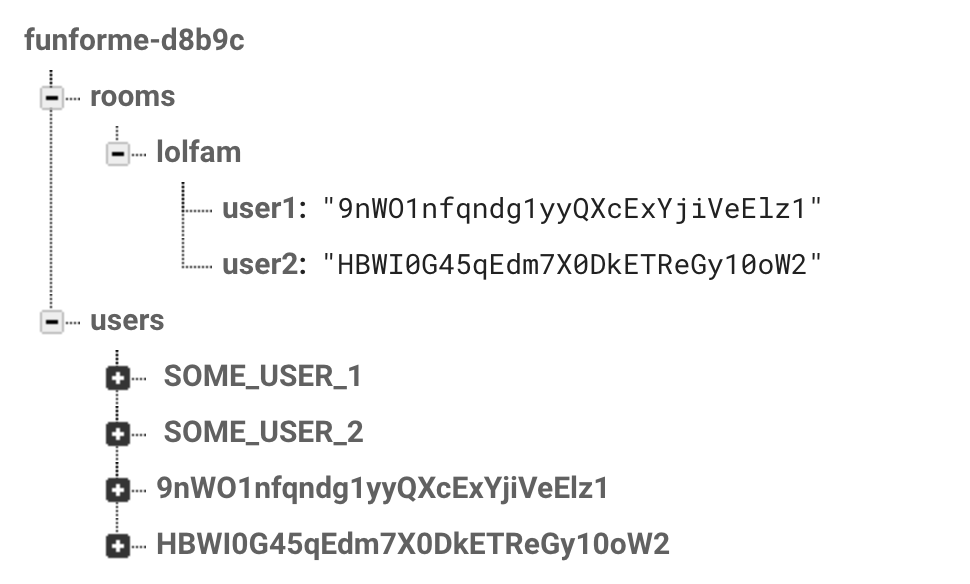 funforme-d8b9c
rooms
lolfam
user1: "9nWO1nfqndg1yyQXcExYjiVeElz1"
user2: "HBWI0G45qEdm7X0DkETReGy10oW2"
users
SOME_USER_1
SOME_USER_2
9nWO1nfqndg1yyQXcExYjiVeElz1
HBWI0G45qEdm7X0DkETReGy10oW2